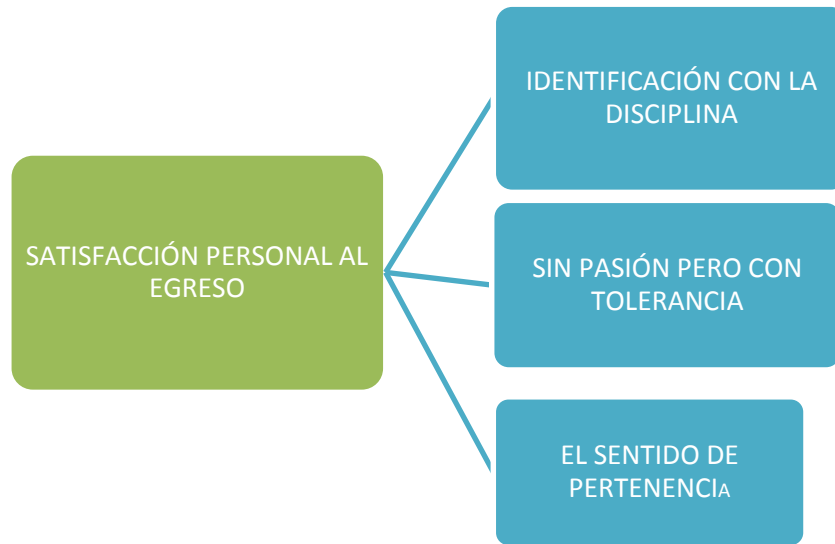 IDENTIFICACIÓN CON LA
DISCIPLINA
SATISFACCIÓN PERSONAL AL
EGRESO
SIN PASIÓN PERO CON
TOLERANCIA
EL SENTIDO DE
PERTENENCIA